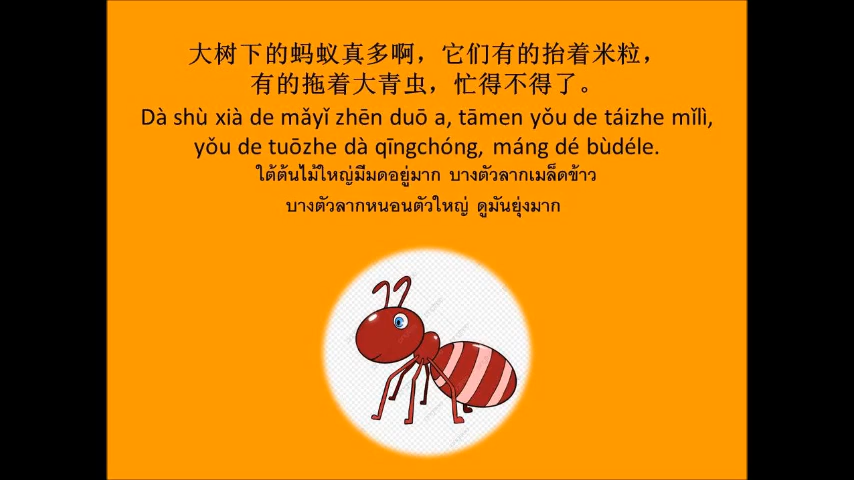 大树下的蚂蚁真多啊，它们有的抬着米粒，
有的拖着大青虫，忙得不得了。
Dà shù xià de mǎyǐ zhēn duō a, tāmen yǒu de táizhe mǐlì,
yǒu de tuōzhe dà qīngchóng, máng dé bùdéle.
ใต้ต้นไม้ใหญ่มีมดอยู่มาก บางตัวลากเมล็ดข้าว
บางตัวลากหนอนตัวใหญ่ ดูมันยุ่งมาก